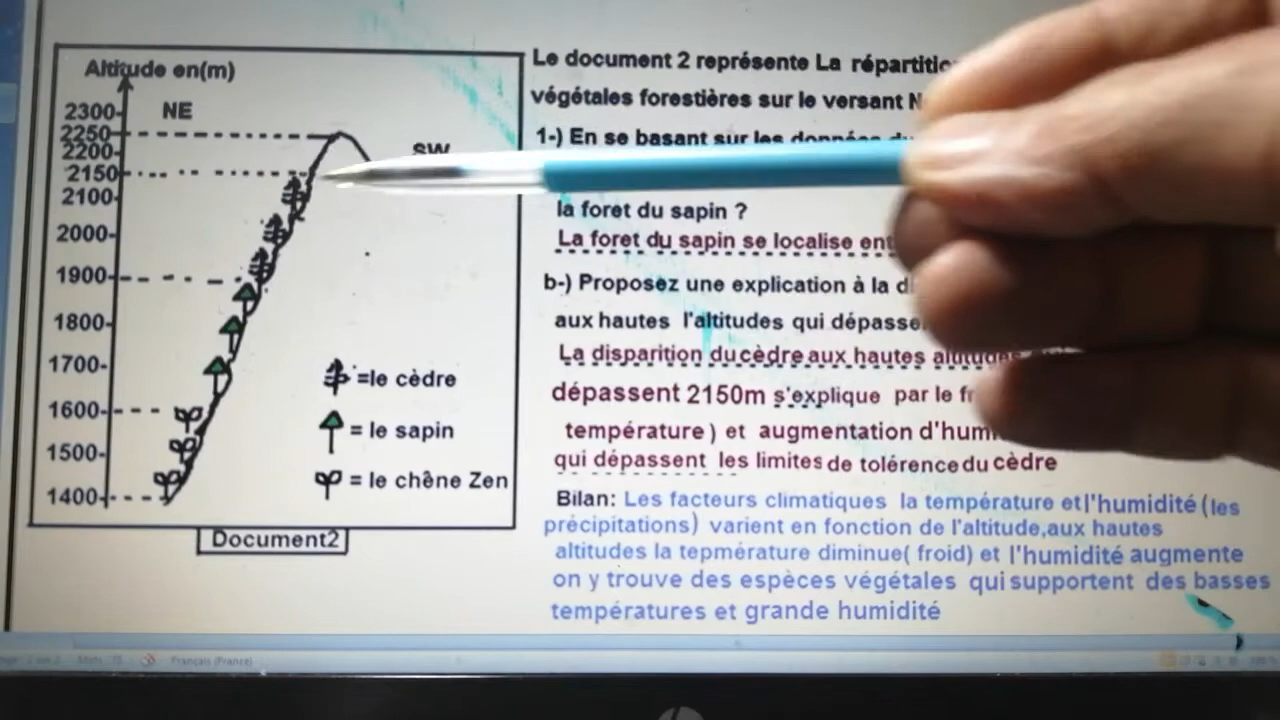 Altitude en(m)
NE
SW
2300
2250
2200
2150
2100
2000
1900
1800
1700
1600
1500
1400
=le cèdre
= le sapin
= le chêne Zen
Document2
Le document 2 représente La répartitio
végétales forestières sur le versant N
1-) En se basant sur les données du
la foret du sapin ?
La foret du sapin se localise ent
b-) Proposez une explication à la d
aux hautes l'altitudes qui dépasse
La disparition du cèdre aux hautes altitudes
dépassent 2150m s'explique par le fr
température) et augmentation d'humi
qui dépassent les limites de tolérence du cèdre
Bilan: Les facteurs climatiques la température et l'humidité (les
précipitations) varient en fonction de l'altitude,aux hautes
altitudes la tepmérature diminue( froid) et l'humidité augmente
on y trouve des espèces végétales qui supportent des basses
températures et grande humidité
Français (France)